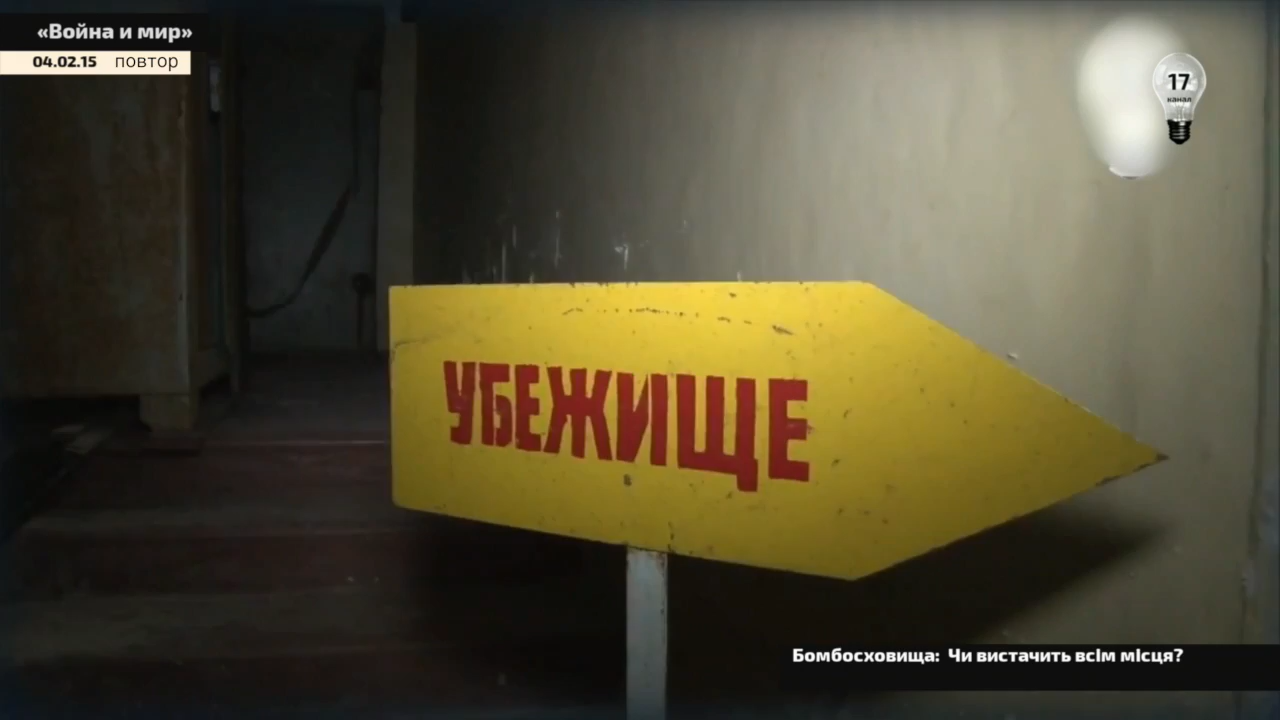 «Война и мир»
04.02.15 повтор
17
канал
УБЕЖИЩЕ
Бомбосховища: Чи вистачить всІм мІсця?